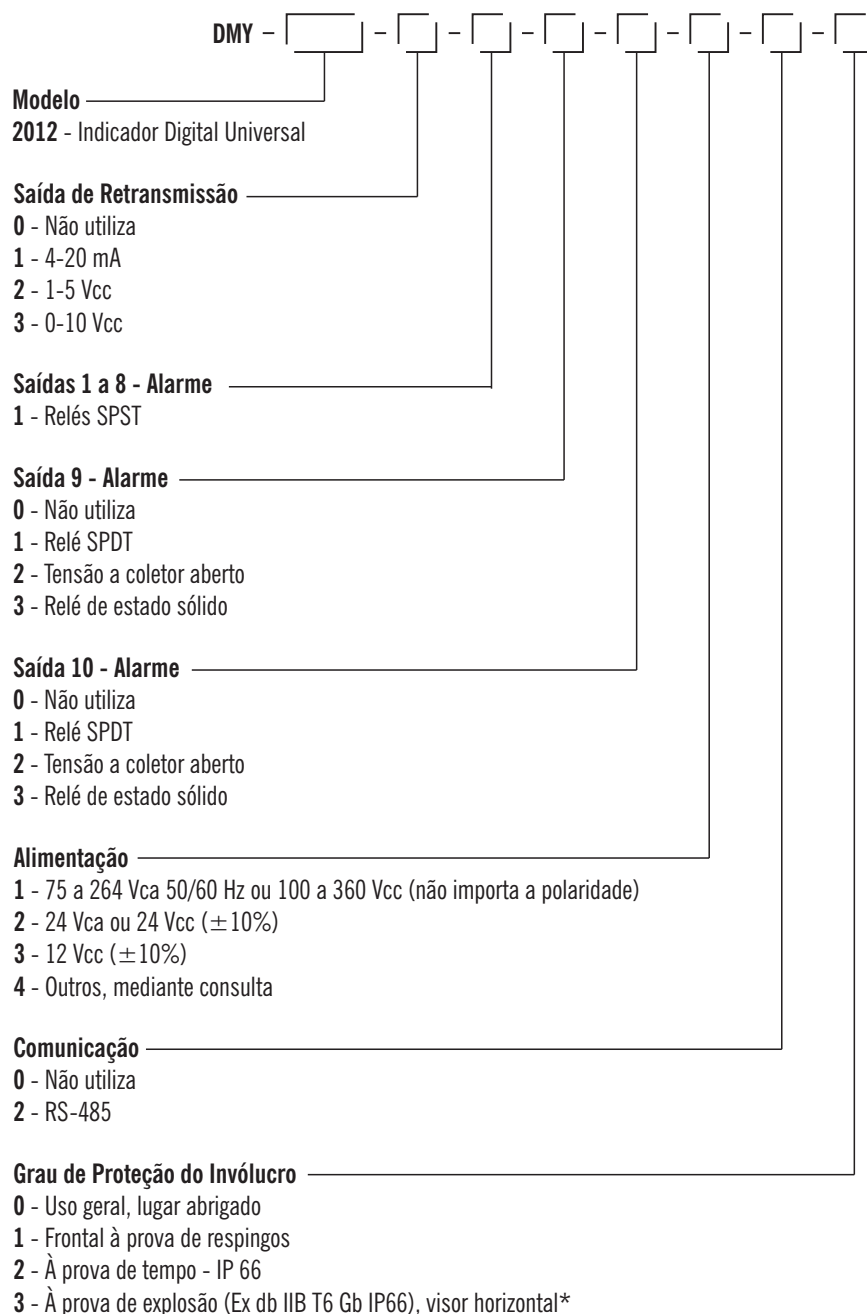 DMY - - - - - - - -
Modelo
2012 - Indicador Digital Universal
Saída de Retransmissão
0 - Não utiliza
1 - 4-20 mA
2 - 1-5 Vcc
3 - 0-10 Vcc
Saídas 1 a 8 - Alarme
1 - Relés SPST
Saída 9 - Alarme
0 - Não utiliza
1 - Relé SPDT
2 - Tensão a coletor aberto
3 - Relé de estado sólido
Saída 10 - Alarme
0 - Não utiliza
1 - Relé SPDT
2 - Tensão a coletor aberto
3 - Relé de estado sólido
Alimentação
1 - 75 a 264 Vca 50/60 Hz ou 100 a 360 Vcc (não importa a polaridade)
2 - 24 Vca ou 24 Vcc (±10%)
3 - 12 Vcc (±10%)
4 - Outros, mediante consulta
Comunicação
0 - Não utiliza
2 - RS-485
Grau de Proteção do Invólucro
0 - Uso geral, lugar abrigado
1 - Frontal à prova de respingos
2 - À prova de tempo - IP 66
3 - À prova de explosão (Ex db IIB T6 Gb IP66), visor horizontal*